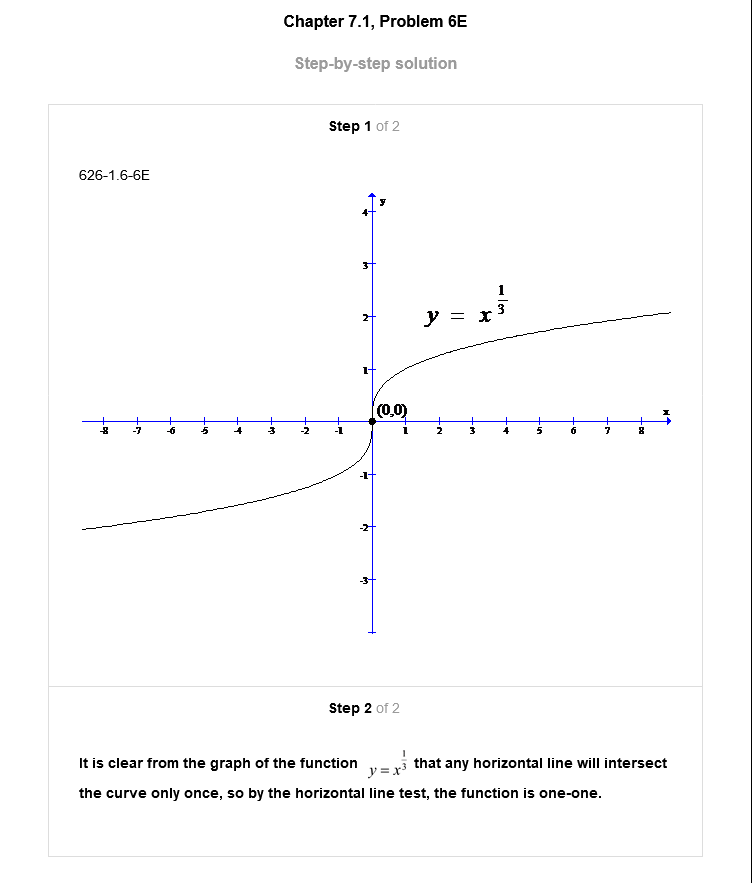 Chapter 7.1, Problem 6E
Step-by-step solution
Step 1 of 2
626-1.6-6E
y
4
3
y = x^(1/3)
2
1
(0,0)
x
-8 -7 -6 -5 -4 -3 -2 -1 1 2 3 4 5 6 7 8
-1
-2
-3
Step 2 of 2
It is clear from the graph of the function y = x^(1/3) that any horizontal line will intersect
the curve only once, so by the horizontal line test, the function is one-one.